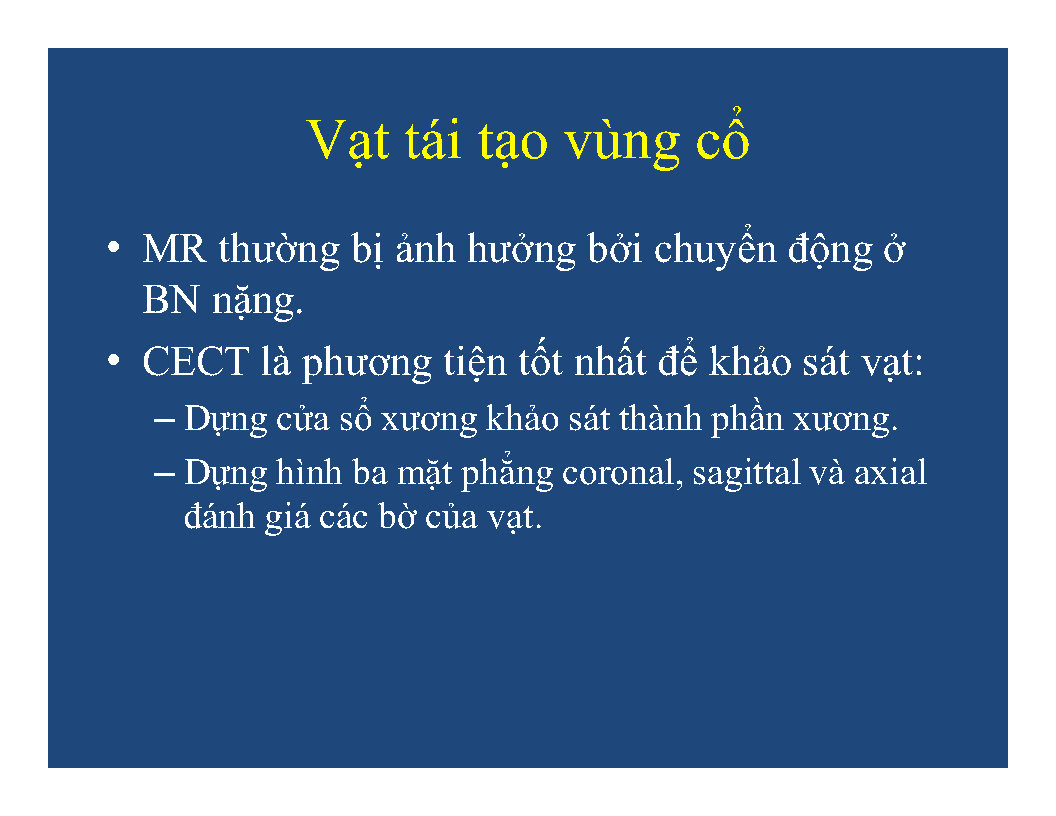 Vạt tái tạo vùng cổ
• MR thường bị ảnh hưởng bởi chuyển động ở
BN nặng.
• CECT là phương tiện tốt nhất để khảo sát vạt:
– Dựng cửa sổ xương khảo sát thành phần xương.
– Dựng hình ba mặt phẳng coronal, sagittal và axial
đánh giá các bờ của vạt.